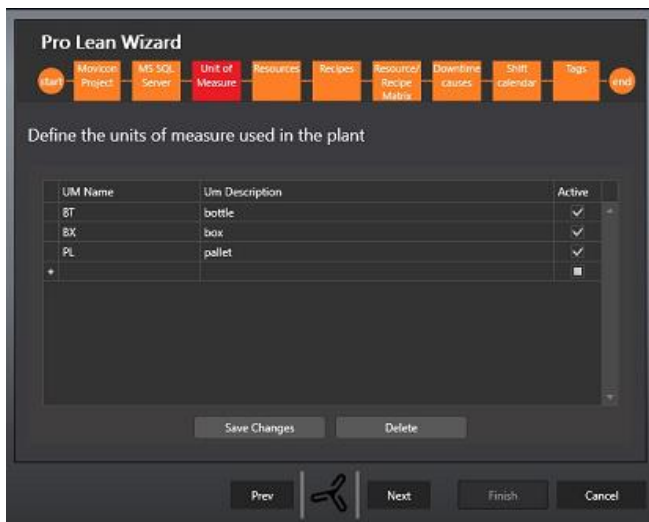 Pro Lean Wizard
start Movicon Project MS SQL Server Unit of Measure Resources Recipes Resource/ Recipe Matrix Downtime causes Shift calendar Tags end
Define the units of measure used in the plant
UM Name Um Description Active
BT bottle
BX box
PL pallet
Save Changes Delete
Prev Next Finish Cancel